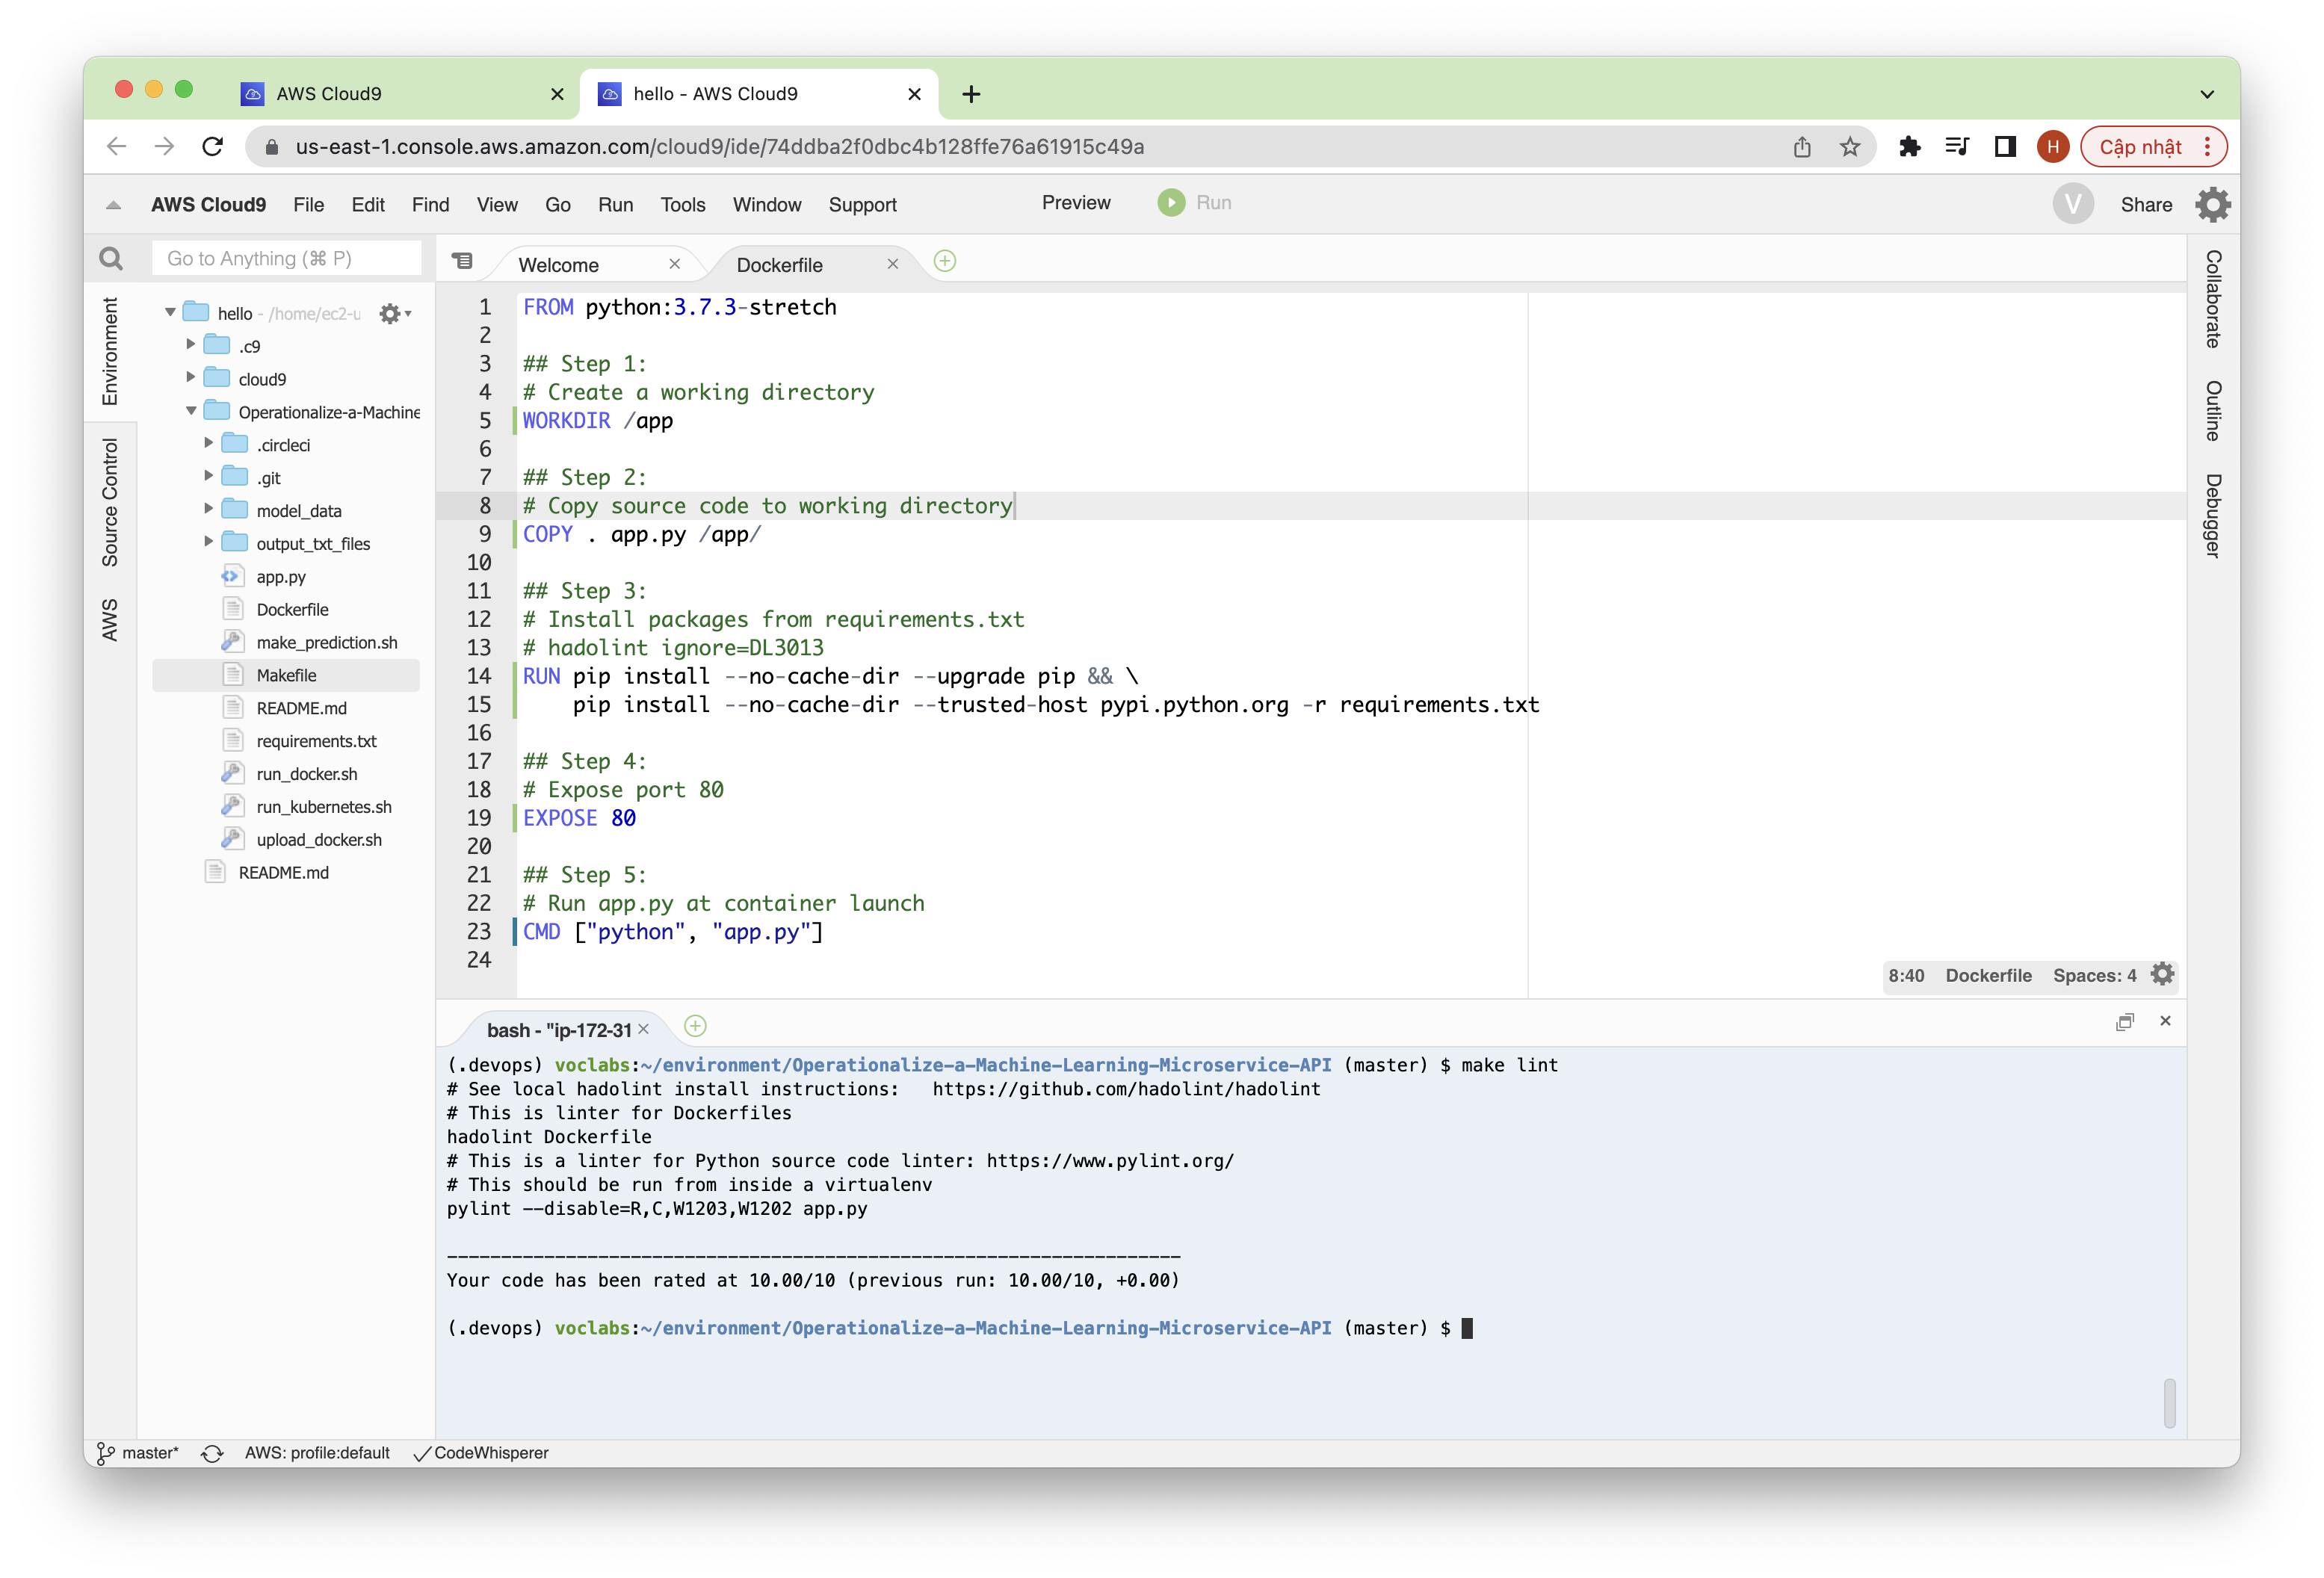 AWS Cloud9
hello - AWS Cloud9
us-east-1.console.aws.amazon.com/cloud9/ide/74ddba2f0dbc4b128ffe76a61915c49a
H
Cập nhật
AWS Cloud9 File Edit Find View Go Run Tools Window Support Preview Run V Share
Go to Anything (⌘ P)
Environment
Source Control
AWS
hello - /home/ec2-u
.c9
cloud9
Operationalize-a-Machine
.circleci
.git
model_data
output_txt_files
app.py
Dockerfile
make_prediction.sh
Makefile
README.md
requirements.txt
run_docker.sh
run_kubernetes.sh
upload_docker.sh
README.md
Welcome
Dockerfile
1 FROM python:3.7.3-stretch
2
3 ## Step 1:
4 # Create a working directory
5 WORKDIR /app
6
7 ## Step 2:
8 # Copy source code to working directory
9 COPY . app.py /app/
10
11 ## Step 3:
12 # Install packages from requirements.txt
13 # hadolint ignore=DL3013
14 RUN pip install --no-cache-dir --upgrade pip && \
15 pip install --no-cache-dir --trusted-host pypi.python.org -r requirements.txt
16
17 ## Step 4:
18 # Expose port 80
19 EXPOSE 80
20
21 ## Step 5:
22 # Run app.py at container launch
23 CMD ["python", "app.py"]
24
8:40 Dockerfile Spaces: 4
Collaborate
Outline
Debugger
bash - "ip-172-31
(.devops) voclabs:~/environment/Operationalize-a-Machine-Learning-Microservice-API (master) $ make lint
# See local hadolint install instructions: https://github.com/hadolint/hadolint
# This is linter for Dockerfiles
hadolint Dockerfile
# This is a linter for Python source code linter: https://www.pylint.org/
# This should be run from inside a virtualenv
pylint --disable=R,C,W1203,W1202 app.py
--------------------------------------------------------------------
Your code has been rated at 10.00/10 (previous run: 10.00/10, +0.00)
(.devops) voclabs:~/environment/Operationalize-a-Machine-Learning-Microservice-API (master) $
master* AWS: profile:default ✓CodeWhisperer